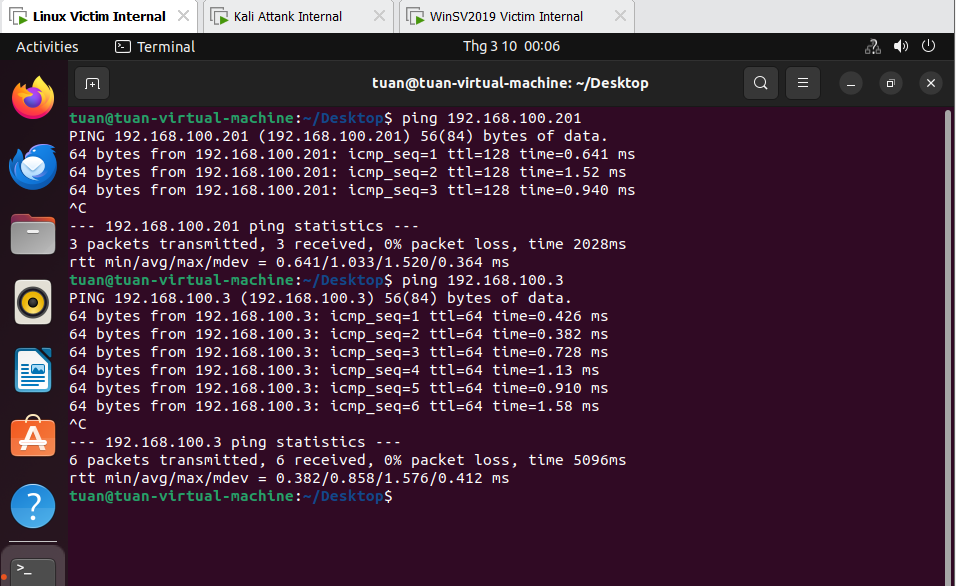 Linux Victim Internal
Kali Attank Internal
WinSV2019 Victim Internal
Activities
Terminal
Thg 3 10 00:06
tuan@tuan-virtual-machine: ~/Desktop
tuan@tuan-virtual-machine:~/Desktop$ ping 192.168.100.201
PING 192.168.100.201 (192.168.100.201) 56(84) bytes of data.
64 bytes from 192.168.100.201: icmp_seq=1 ttl=128 time=0.641 ms
64 bytes from 192.168.100.201: icmp_seq=2 ttl=128 time=1.52 ms
64 bytes from 192.168.100.201: icmp_seq=3 ttl=128 time=0.940 ms
^C
--- 192.168.100.201 ping statistics ---
3 packets transmitted, 3 received, 0% packet loss, time 2028ms
rtt min/avg/max/mdev = 0.641/1.033/1.520/0.364 ms
tuan@tuan-virtual-machine:~/Desktop$ ping 192.168.100.3
PING 192.168.100.3 (192.168.100.3) 56(84) bytes of data.
64 bytes from 192.168.100.3: icmp_seq=1 ttl=64 time=0.426 ms
64 bytes from 192.168.100.3: icmp_seq=2 ttl=64 time=0.382 ms
64 bytes from 192.168.100.3: icmp_seq=3 ttl=64 time=0.728 ms
64 bytes from 192.168.100.3: icmp_seq=4 ttl=64 time=1.13 ms
64 bytes from 192.168.100.3: icmp_seq=5 ttl=64 time=0.910 ms
64 bytes from 192.168.100.3: icmp_seq=6 ttl=64 time=1.58 ms
^C
--- 192.168.100.3 ping statistics ---
6 packets transmitted, 6 received, 0% packet loss, time 5096ms
rtt min/avg/max/mdev = 0.382/0.858/1.576/0.412 ms
tuan@tuan-virtual-machine:~/Desktop$